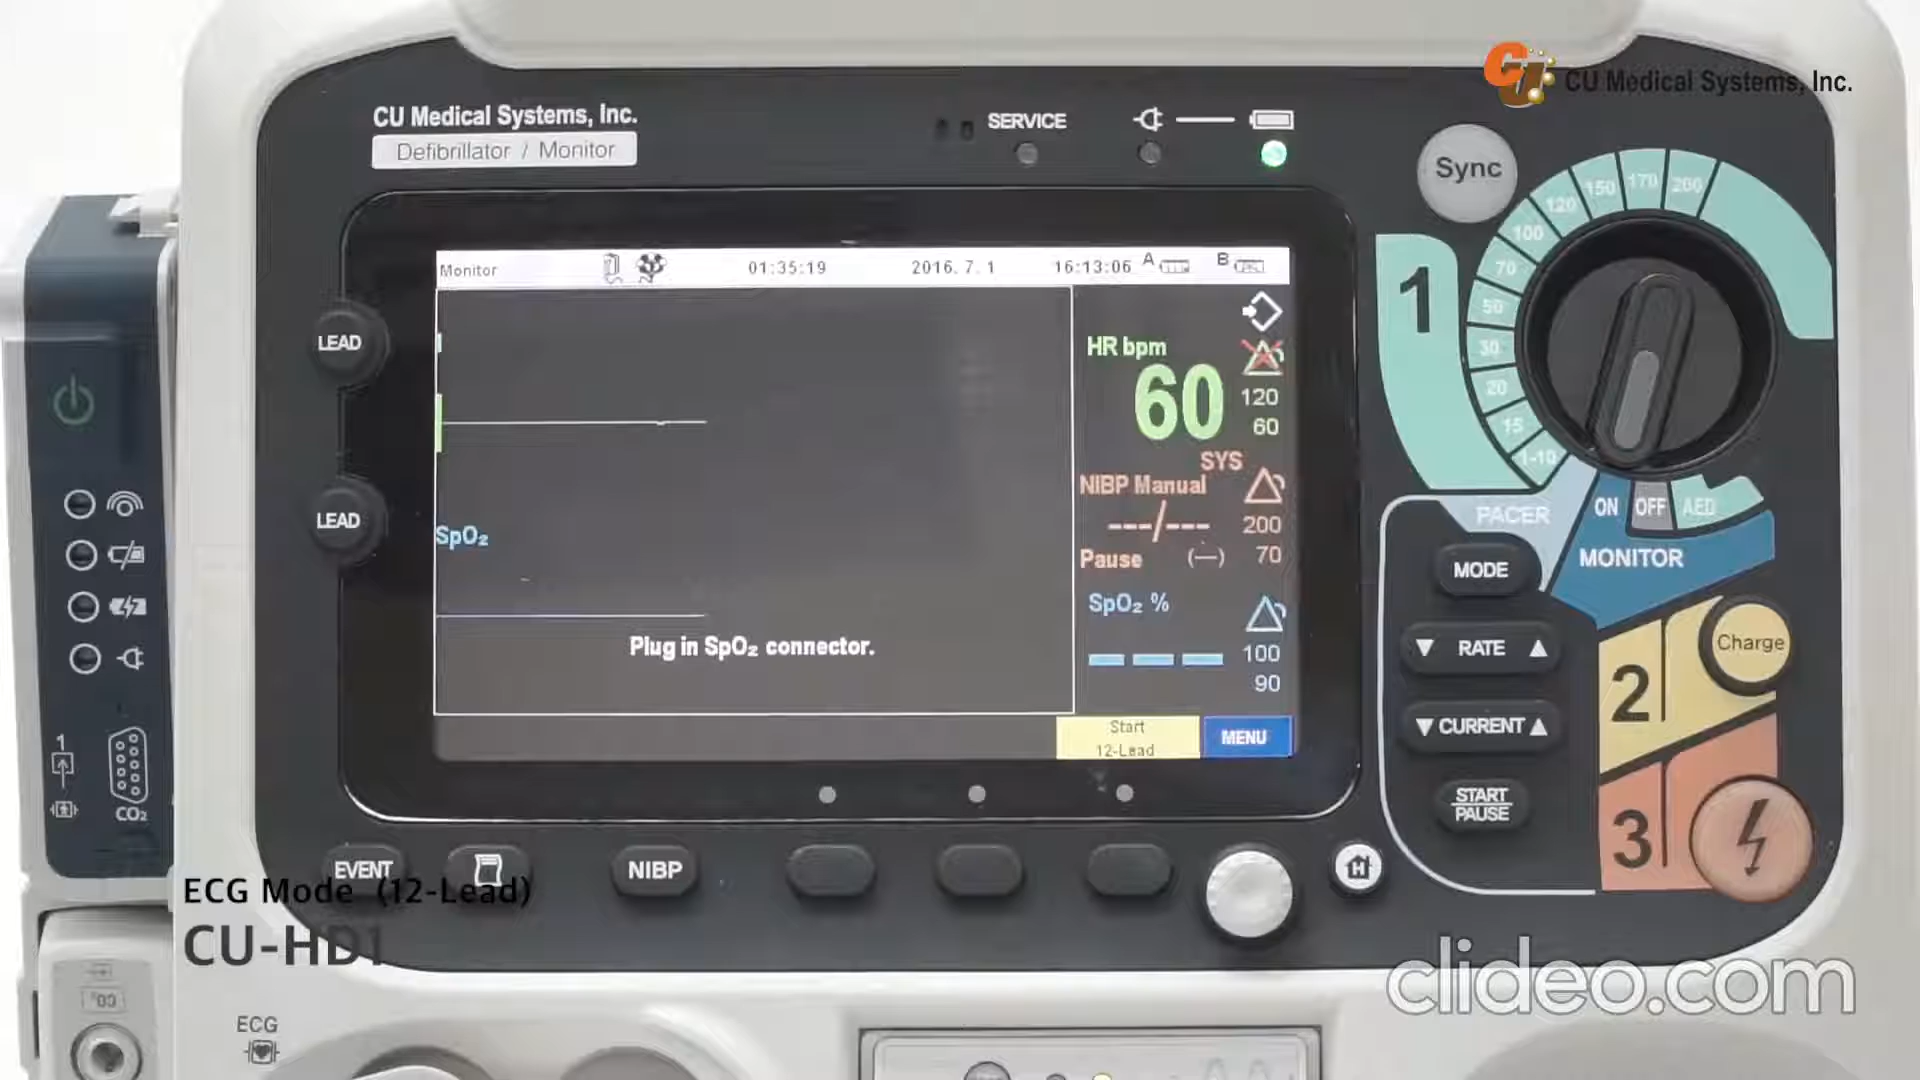 CU Medical Systems, Inc.
CU Medical Systems, Inc.
Defibrillator / Monitor
SERVICE
Sync
Monitor
01:35:19
2016. 7. 1
16:13:06
A
B
LEAD
LEAD
HR bpm
60
120
60
SYS
NIBP Manual
---/---
200
Pause
(---)
70
SpO₂
SpO₂ %
100
90
Plug in SpO₂ connector.
Start
12-Lead
MENU
1
1-10
15
20
30
50
70
100
120
150
170
200
PACER
ON
OFF
AED
MONITOR
MODE
▼ RATE ▲
▼ CURRENT ▲
START
PAUSE
2
Charge
3
1
CO₂
EVENT
NIBP
H
ECG Mode (12-Lead)
CU-HD1
ECG
clideo.com